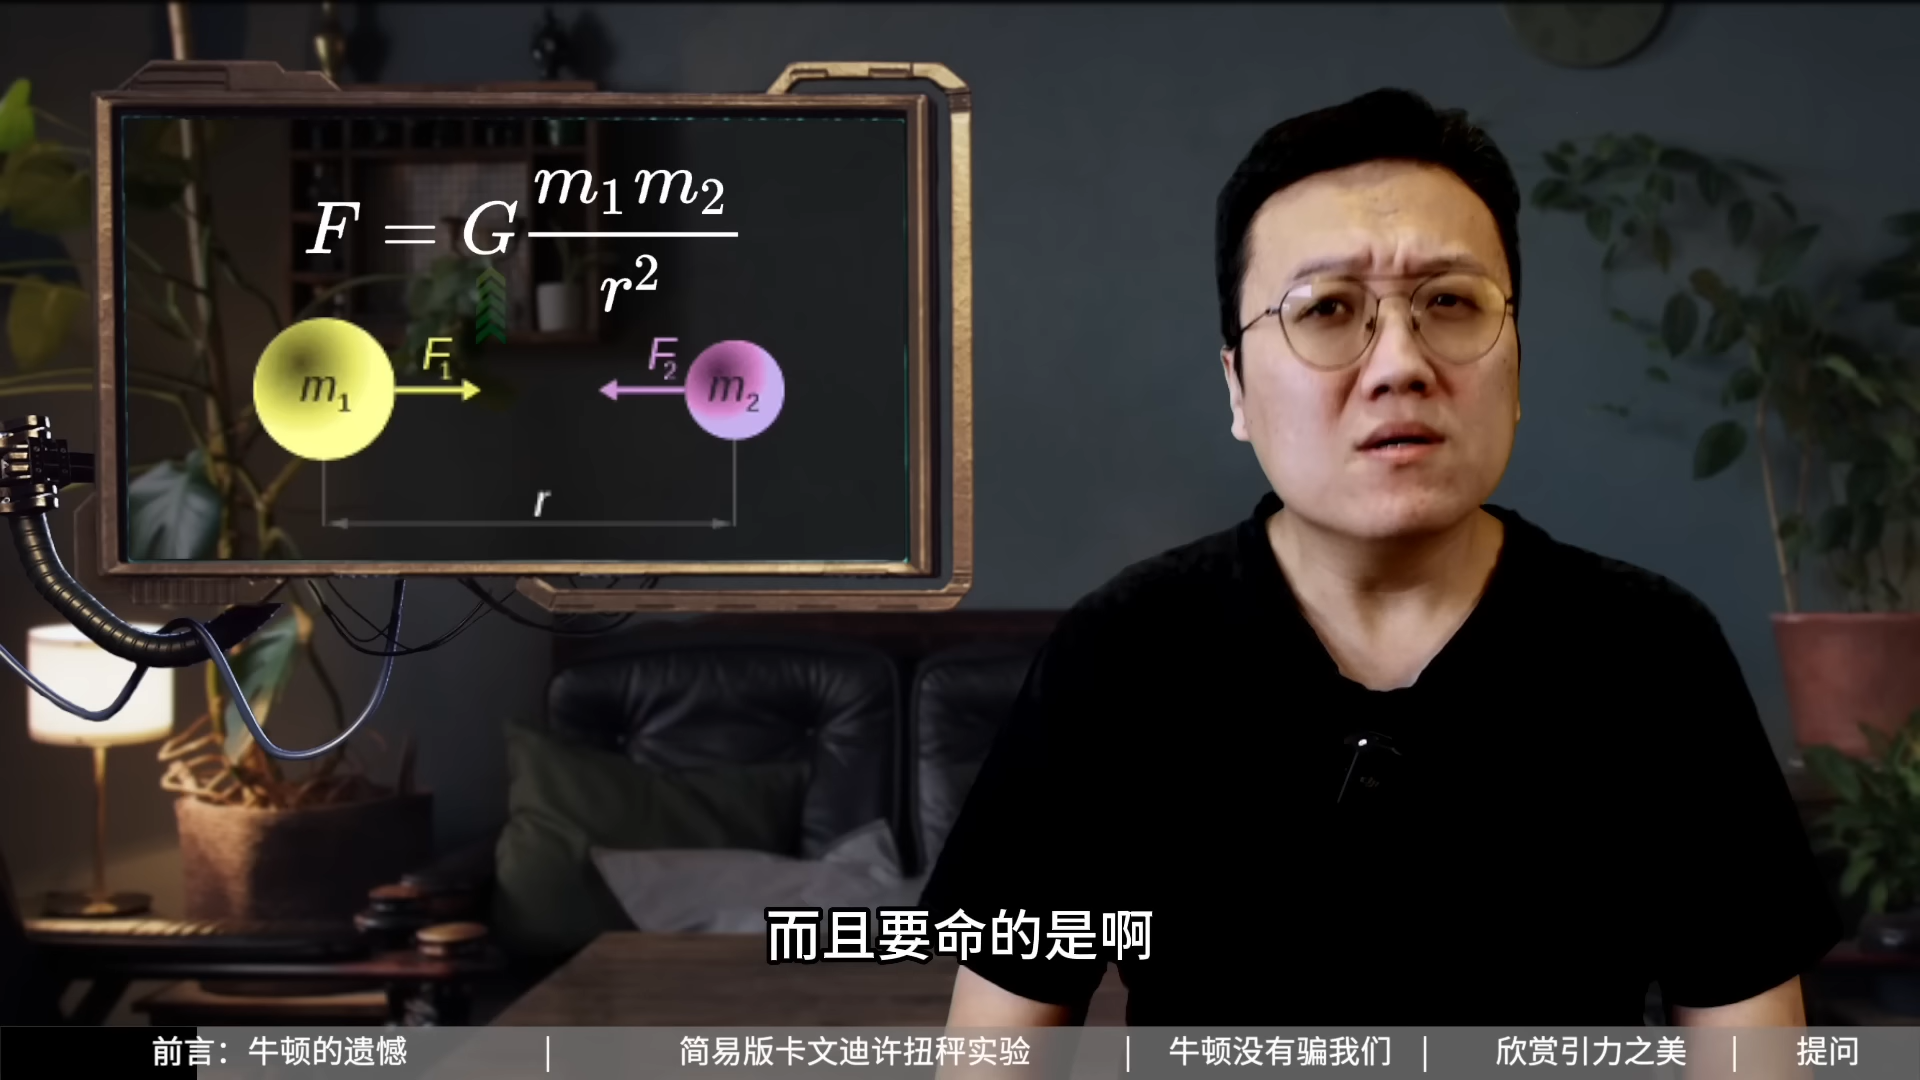 F = G m₁m₂ / r²
F₁
F₂
m₁
m₂
r
而且要命的是啊
前言：牛顿的遗憾 | 简易版卡文迪许扭秤实验 | 牛顿没有骗我们 | 欣赏引力之美 | 提问